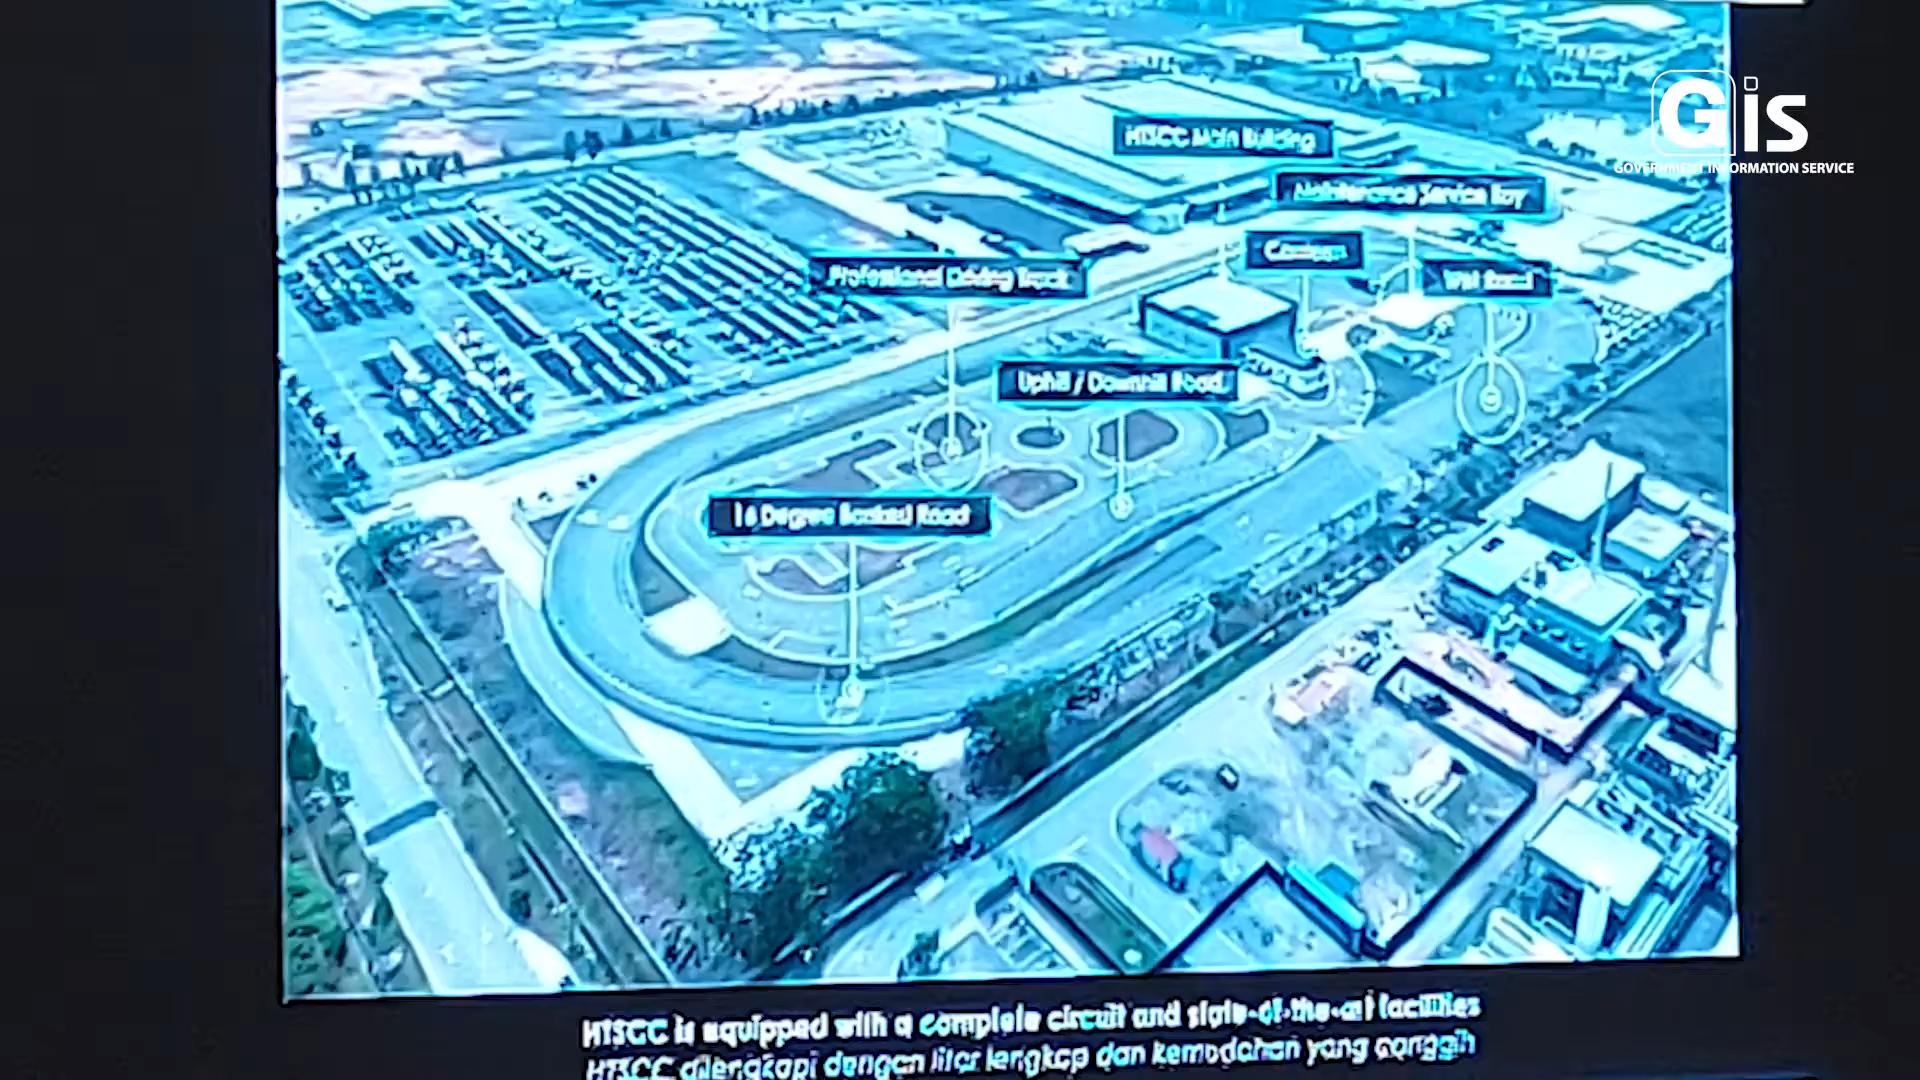 Gis
GOVERNMENT INFORMATION SERVICE
HTSCC Main Building
Maintenance Service Bay
Canteen
Professional Driving Track
Uphill / Downhill Road
16 Degree Banked Road
HTSCC is equipped with a complete circuit and state-of-the-art facilities
HTSCC dilengkapi dengan litar lengkap dan kemudahan yang canggih